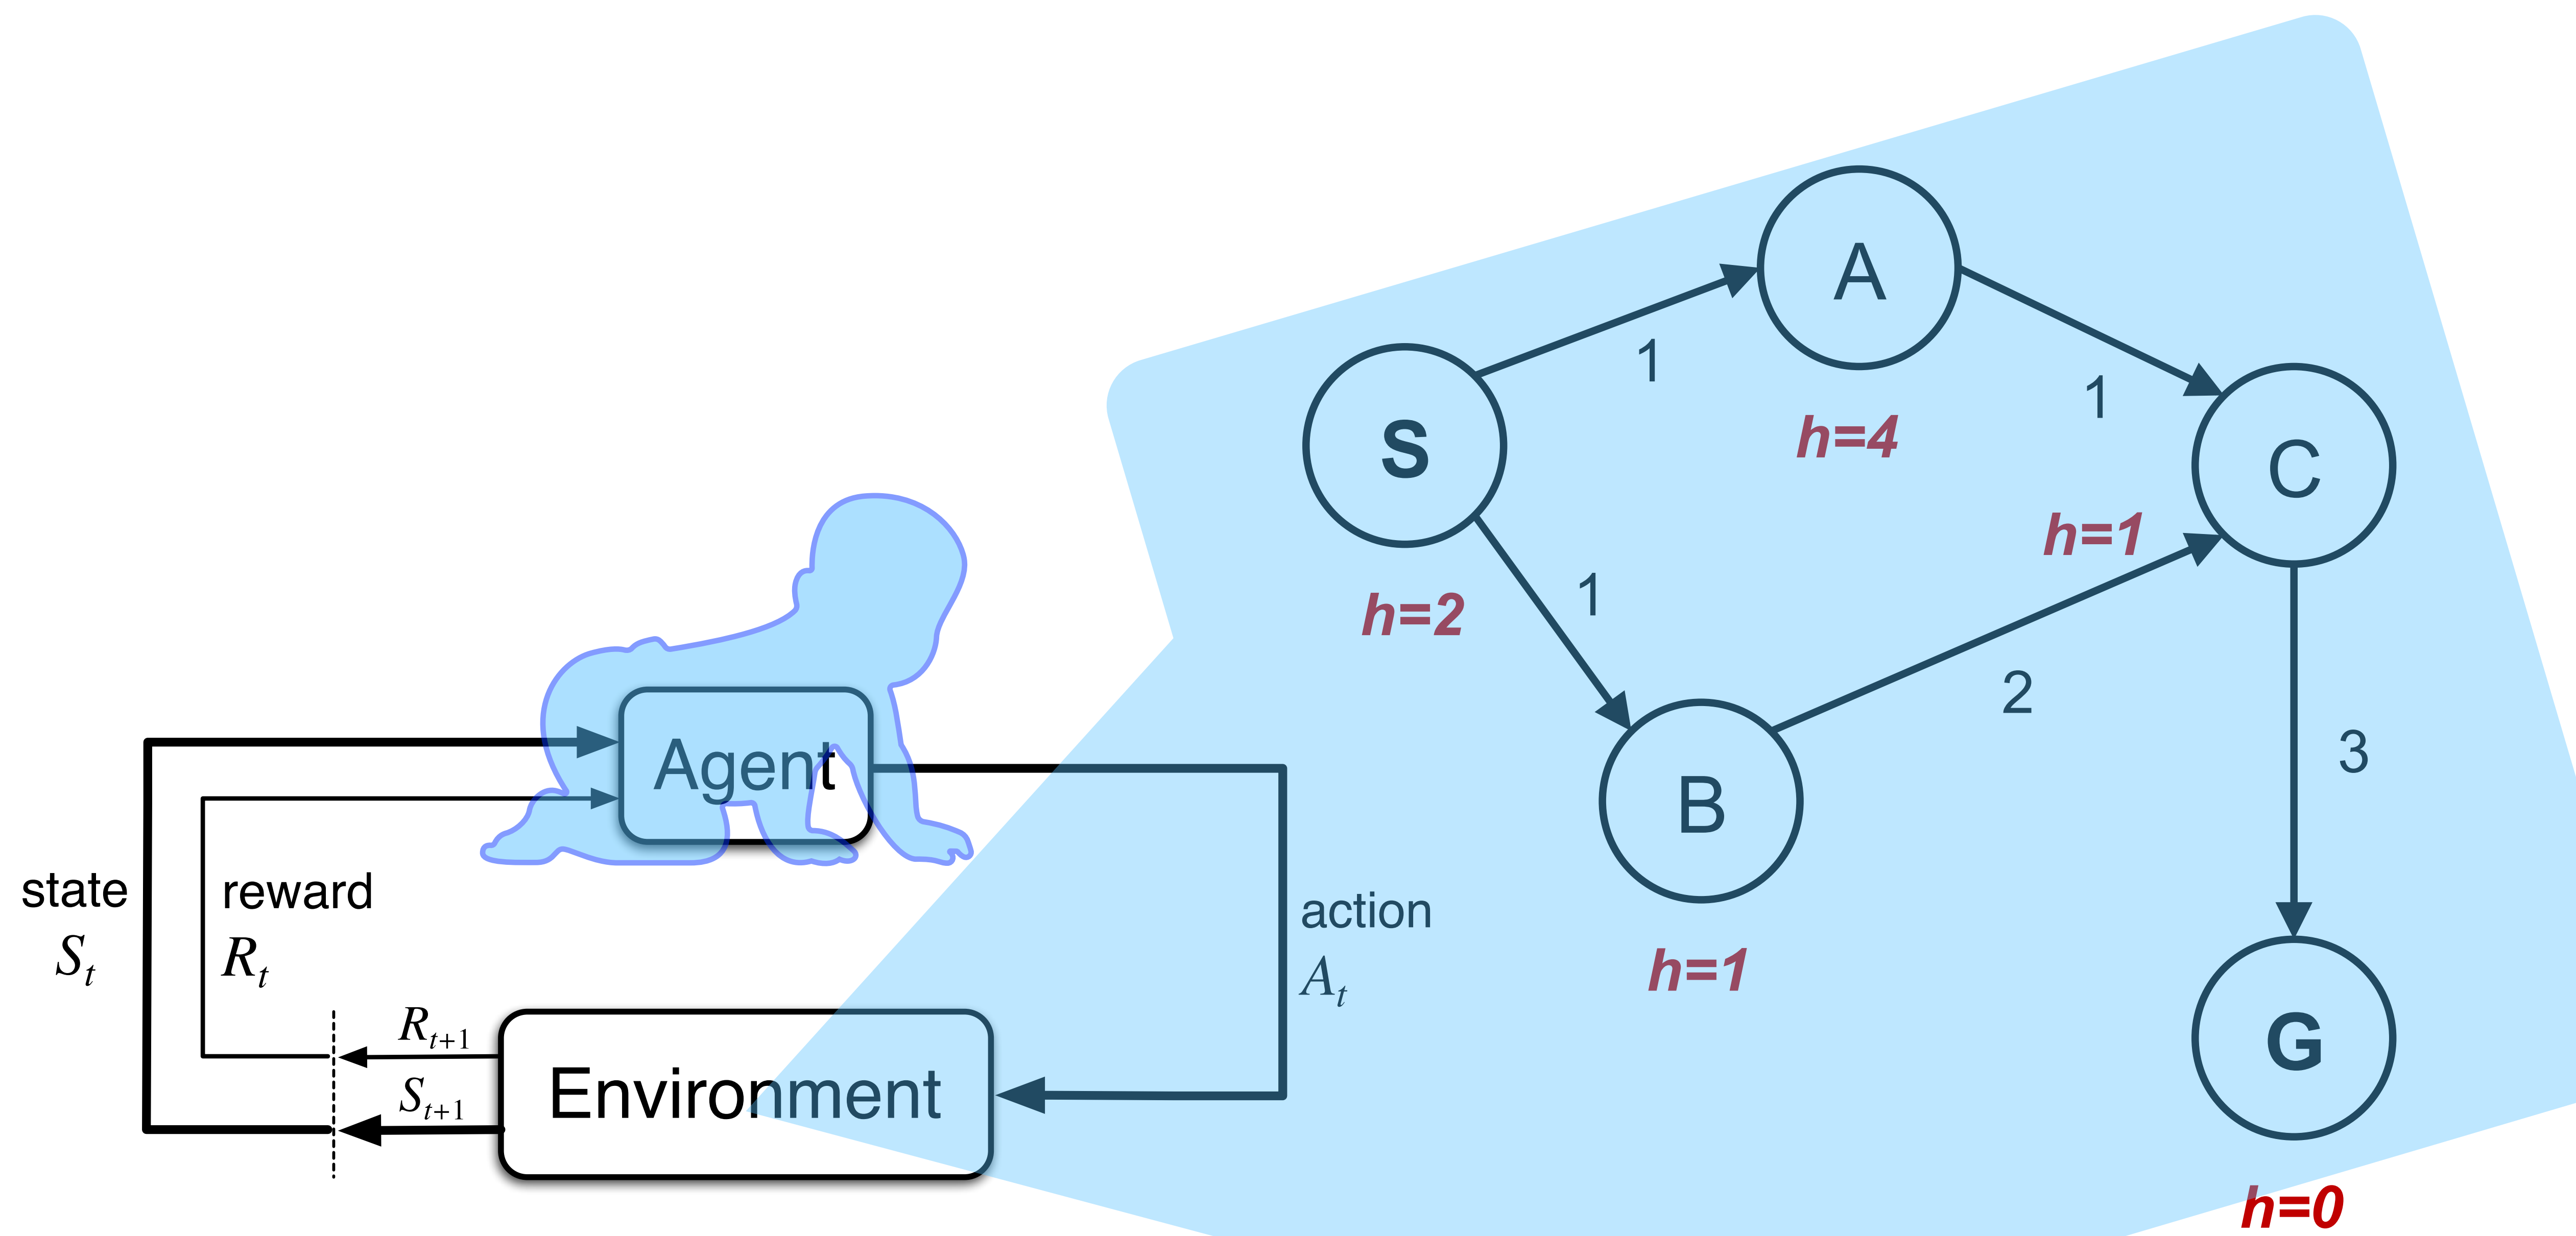 A
1
1
S
C
h=4
h=1
h=2
1
2
B
3
h=1
G
h=0
Agent
state
S_t
reward
R_t
action
A_t
R_{t+1}
S_{t+1}
Environment